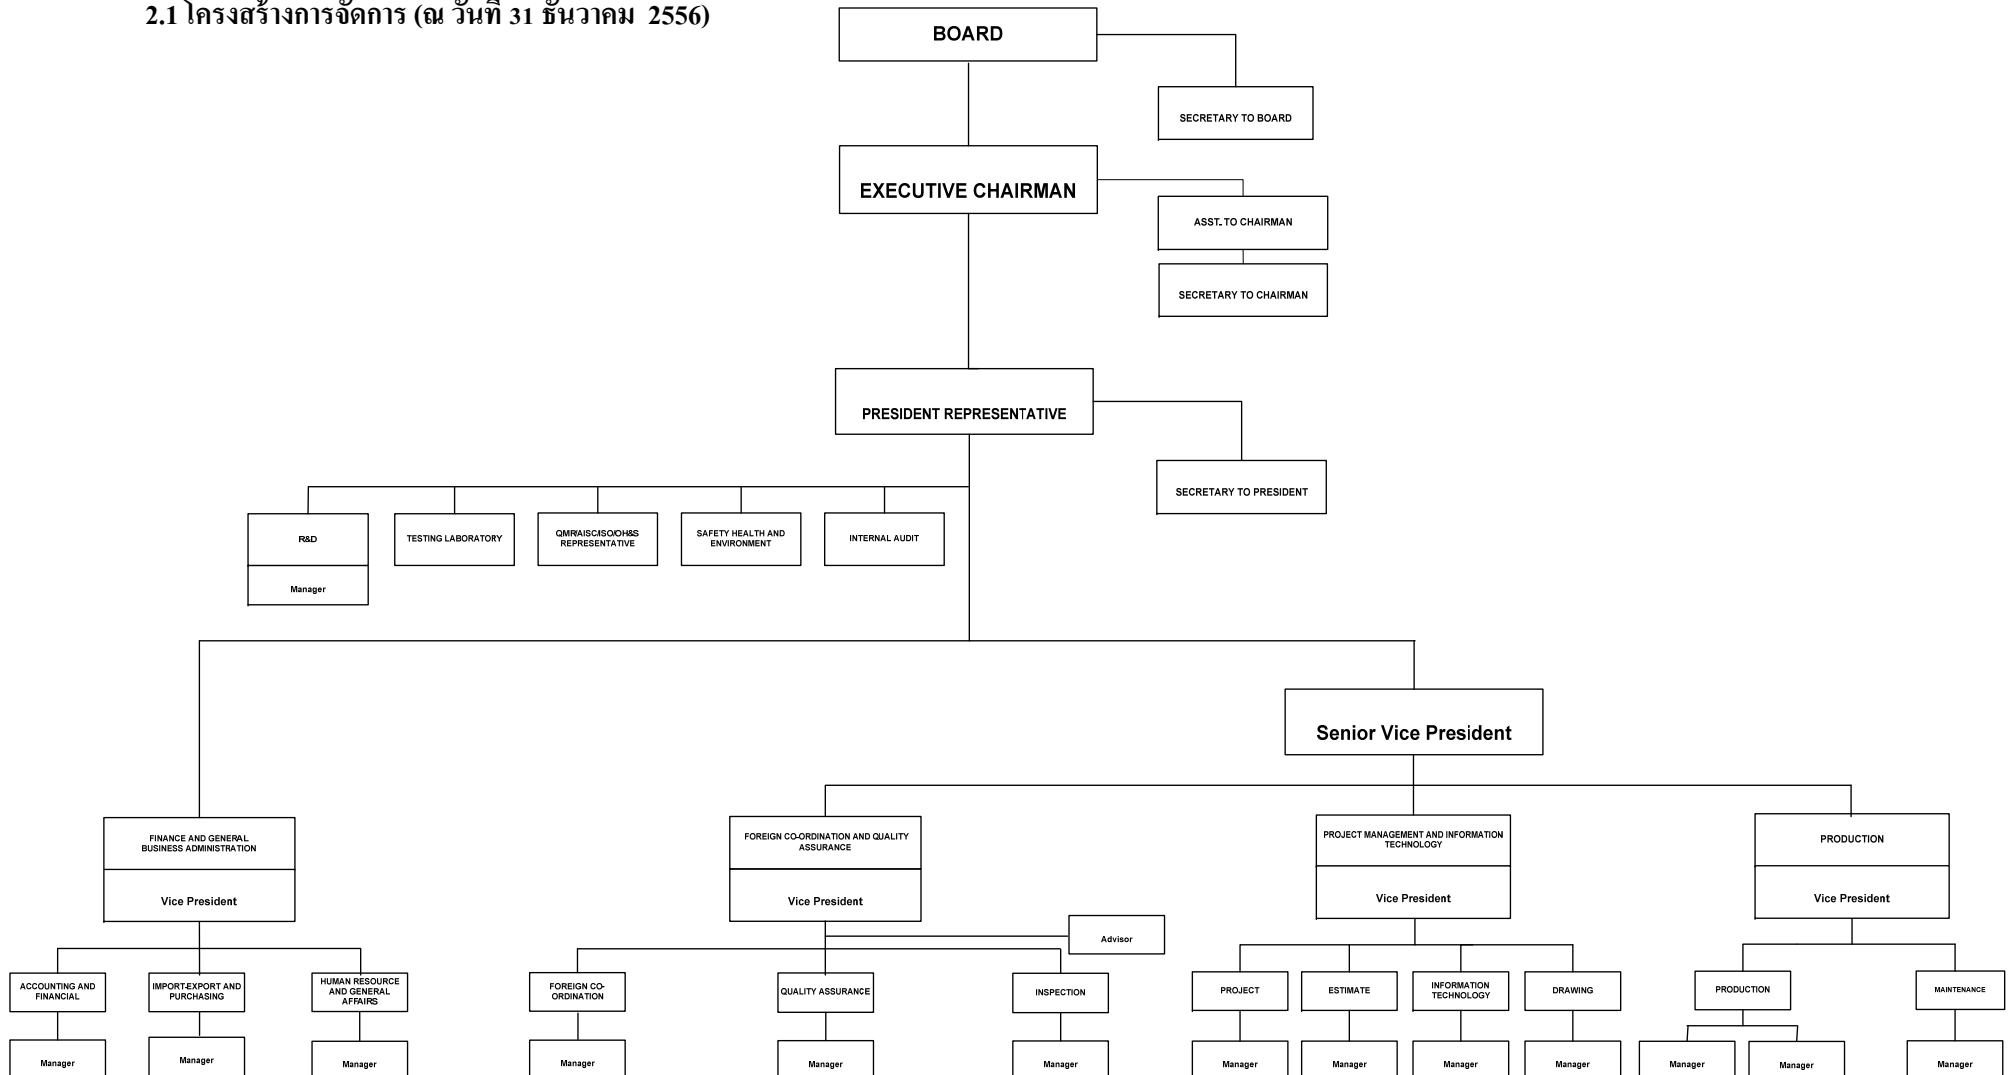 2.1 โครงสร้างการจัดการ (ณ วันที่ 31 ธันวาคม 2556)
BOARD
SECRETARY TO BOARD
EXECUTIVE CHAIRMAN
ASST. TO CHAIRMAN
SECRETARY TO CHAIRMAN
PRESIDENT REPRESENTATIVE
SECRETARY TO PRESIDENT
R&D
Manager
TESTING LABORATORY
QMR/AISC/ISO/OH&S
REPRESENTATIVE
SAFETY HEALTH AND
ENVIRONMENT
INTERNAL AUDIT
Senior Vice President
FINANCE AND GENERAL
BUSINESS ADMINISTRATION
Vice President
FOREIGN CO-ORDINATION AND QUALITY
ASSURANCE
Vice President
PROJECT MANAGEMENT AND INFORMATION
TECHNOLOGY
Vice President
PRODUCTION
Vice President
Advisor
ACCOUNTING AND
FINANCIAL
IMPORT-EXPORT AND
PURCHASING
HUMAN RESOURCE
AND GENERAL
AFFAIRS
FOREIGN CO-
ORDINATION
QUALITY ASSURANCE
INSPECTION
PROJECT
ESTIMATE
INFORMATION
TECHNOLOGY
DRAWING
PRODUCTION
MAINTENANCE
Manager
Manager
Manager
Manager
Manager
Manager
Manager
Manager
Manager
Manager
Manager
Manager
Manager